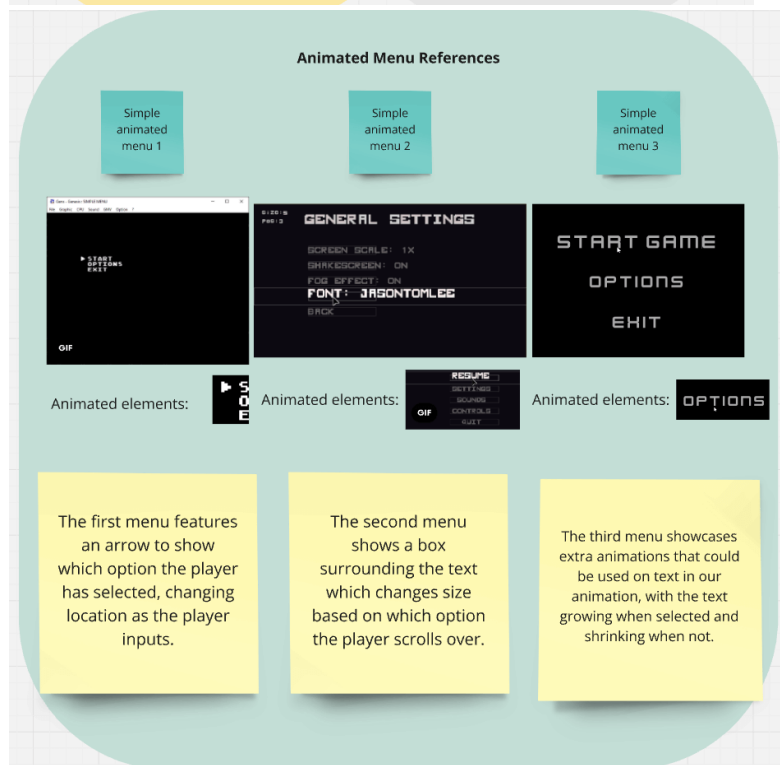 Animated Menu References
Simple
animated
menu 1
Simple
animated
menu 2
Simple
animated
menu 3
START
OPTIONS
EXIT
GIF
GENERAL SETTINGS
SCREEN SCALE: 1X
SHAKESCREEN: ON
FOG EFFECT: ON
FONT: JASONTOMLEE
BACK
START GAME
OPTIONS
EXIT
Animated elements:
S
O
E
Animated elements:
RESUME
SETTINGS
SOUNDS
CONTROLS
QUIT
GIF
Animated elements:
OPTIONS
The first menu features
an arrow to show
which option the player
has selected, changing
location as the player
inputs.
The second menu
shows a box
surrounding the text
which changes size
based on which option
the player scrolls over.
The third menu showcases
extra animations that could
be used on text in our
animation, with the text
growing when selected and
shrinking when not.